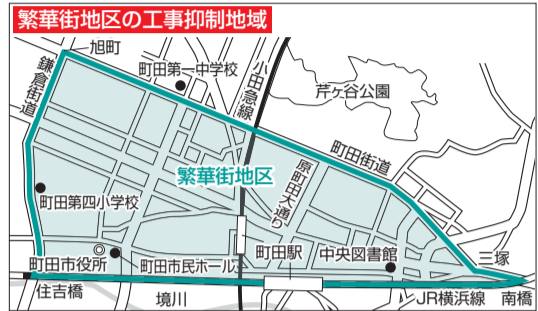 繁華街地区の工事抑制地域
旭町
鎌倉街道
町田第一中学校
小田急線
芹ヶ谷公園
町田街道
繁華街地区
原町田大通り
町田第四小学校
町田市役所
町田市民ホール
町田駅
中央図書館
三塚
住吉橋
境川
JR横浜線
南橋